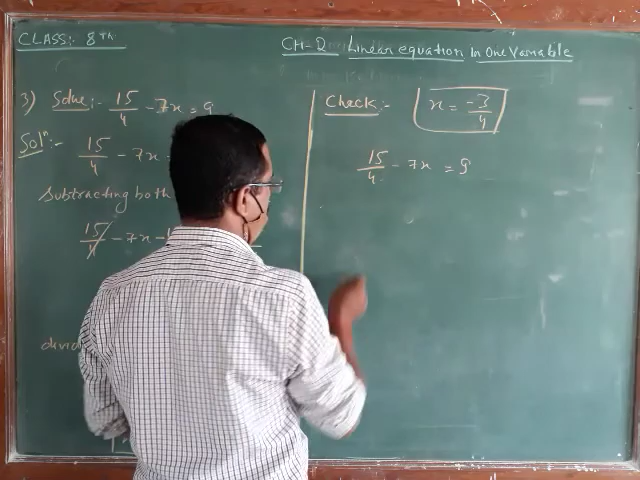 CLASS:- 8TH
CH-2 Linear equation in One Variable
3) Solve:- 15/4 - 7x = 9
Solⁿ:- 15/4 - 7x
Subtracting both
15/4 - 7x -
Check:- x = -3/4
15/4 - 7x = 9